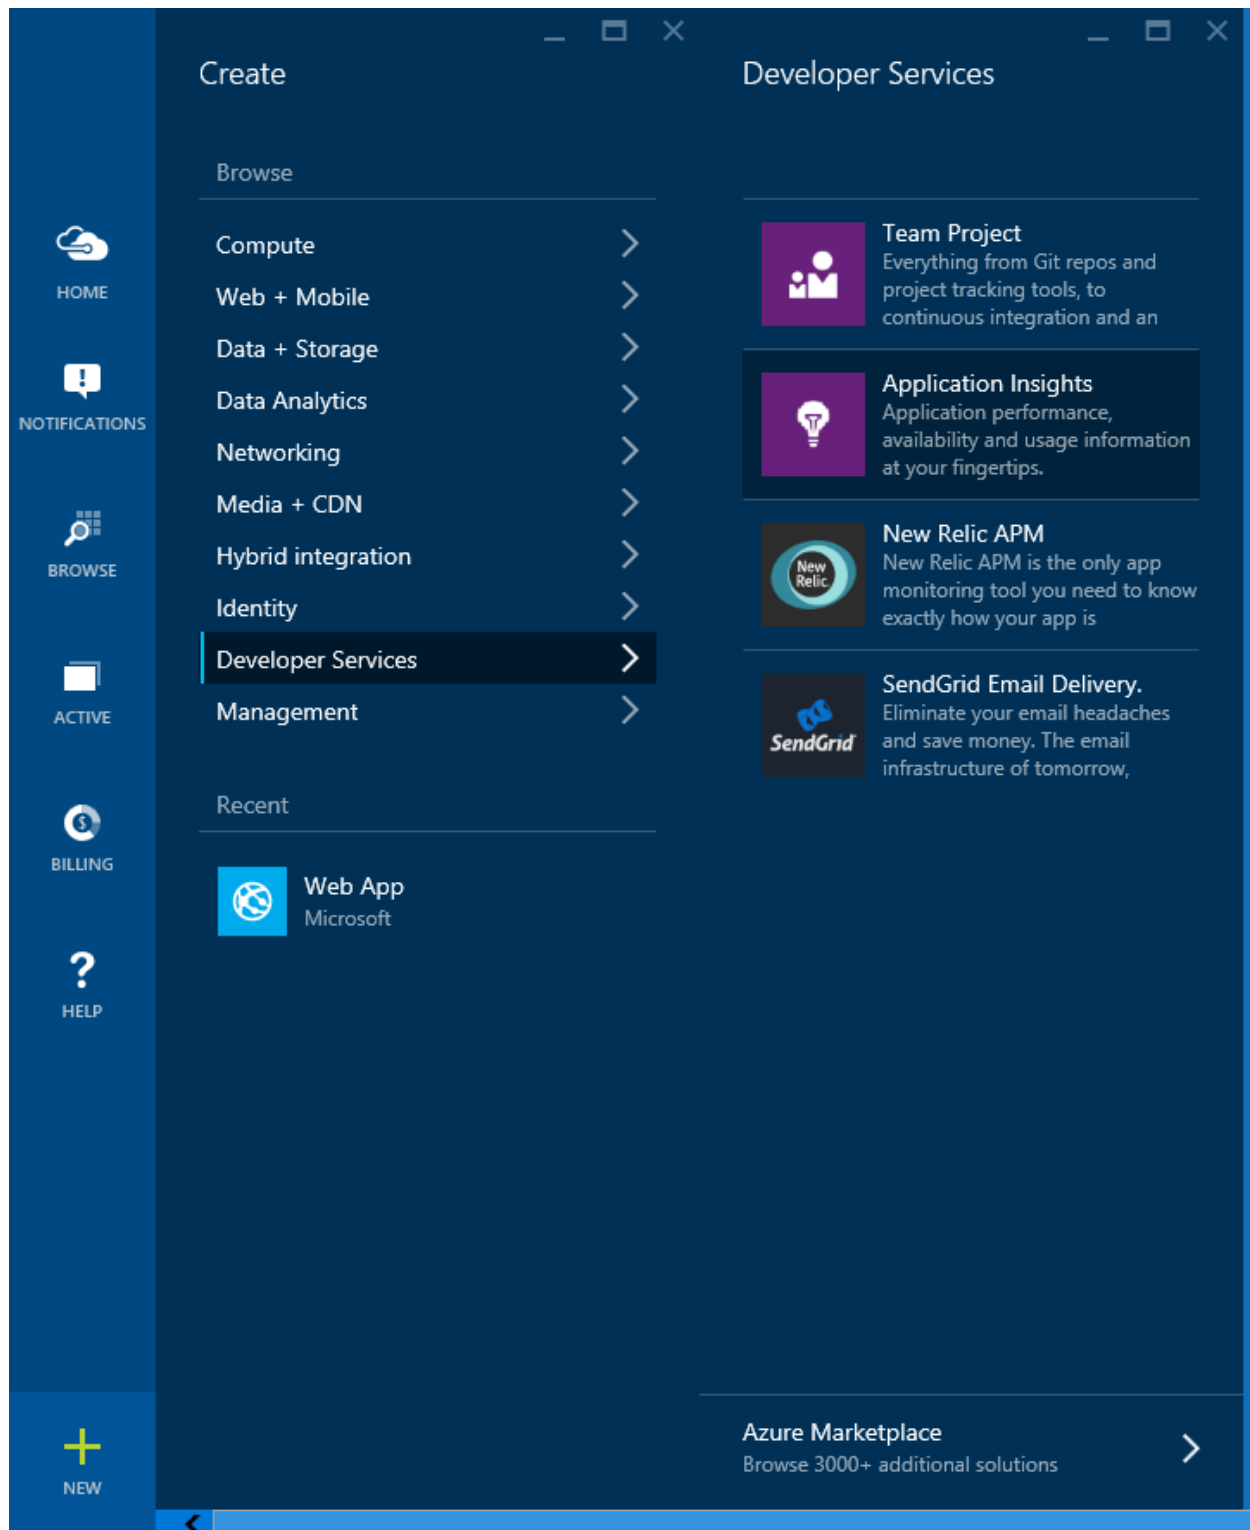 HOME
NOTIFICATIONS
BROWSE
ACTIVE
BILLING
HELP
NEW
Create
Browse
Compute
Web + Mobile
Data + Storage
Data Analytics
Networking
Media + CDN
Hybrid integration
Identity
Developer Services
Management
Recent
Web App
Microsoft
Developer Services
Team Project
Everything from Git repos and
project tracking tools, to
continuous integration and an
Application Insights
Application performance,
availability and usage information
at your fingertips.
New
Relic.
New Relic APM
New Relic APM is the only app
monitoring tool you need to know
exactly how your app is
SendGrid
SendGrid Email Delivery.
Eliminate your email headaches
and save money. The email
infrastructure of tomorrow,
Azure Marketplace
Browse 3000+ additional solutions